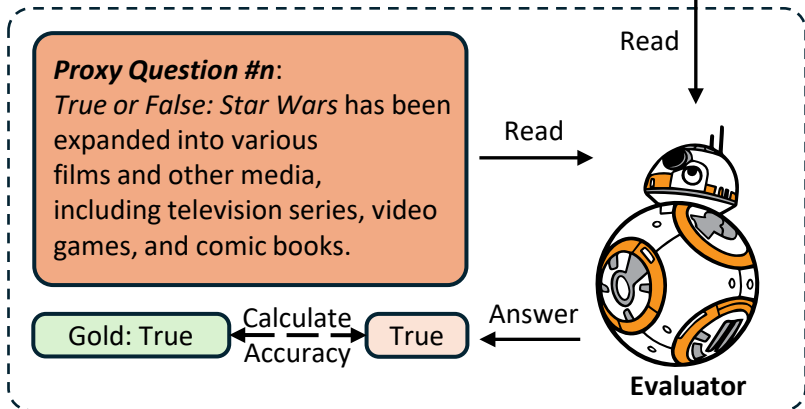 Read
Proxy Question #n:
True or False: Star Wars has been
expanded into various
films and other media,
including television series, video
games, and comic books.
Read
Gold: True
Calculate
Accuracy
True
Answer
Evaluator